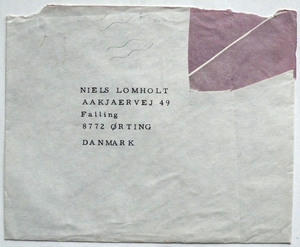 NIELS LOMHOLT
AAKJAERVEJ 49
Falling
8772 ØRTING
DANMARK